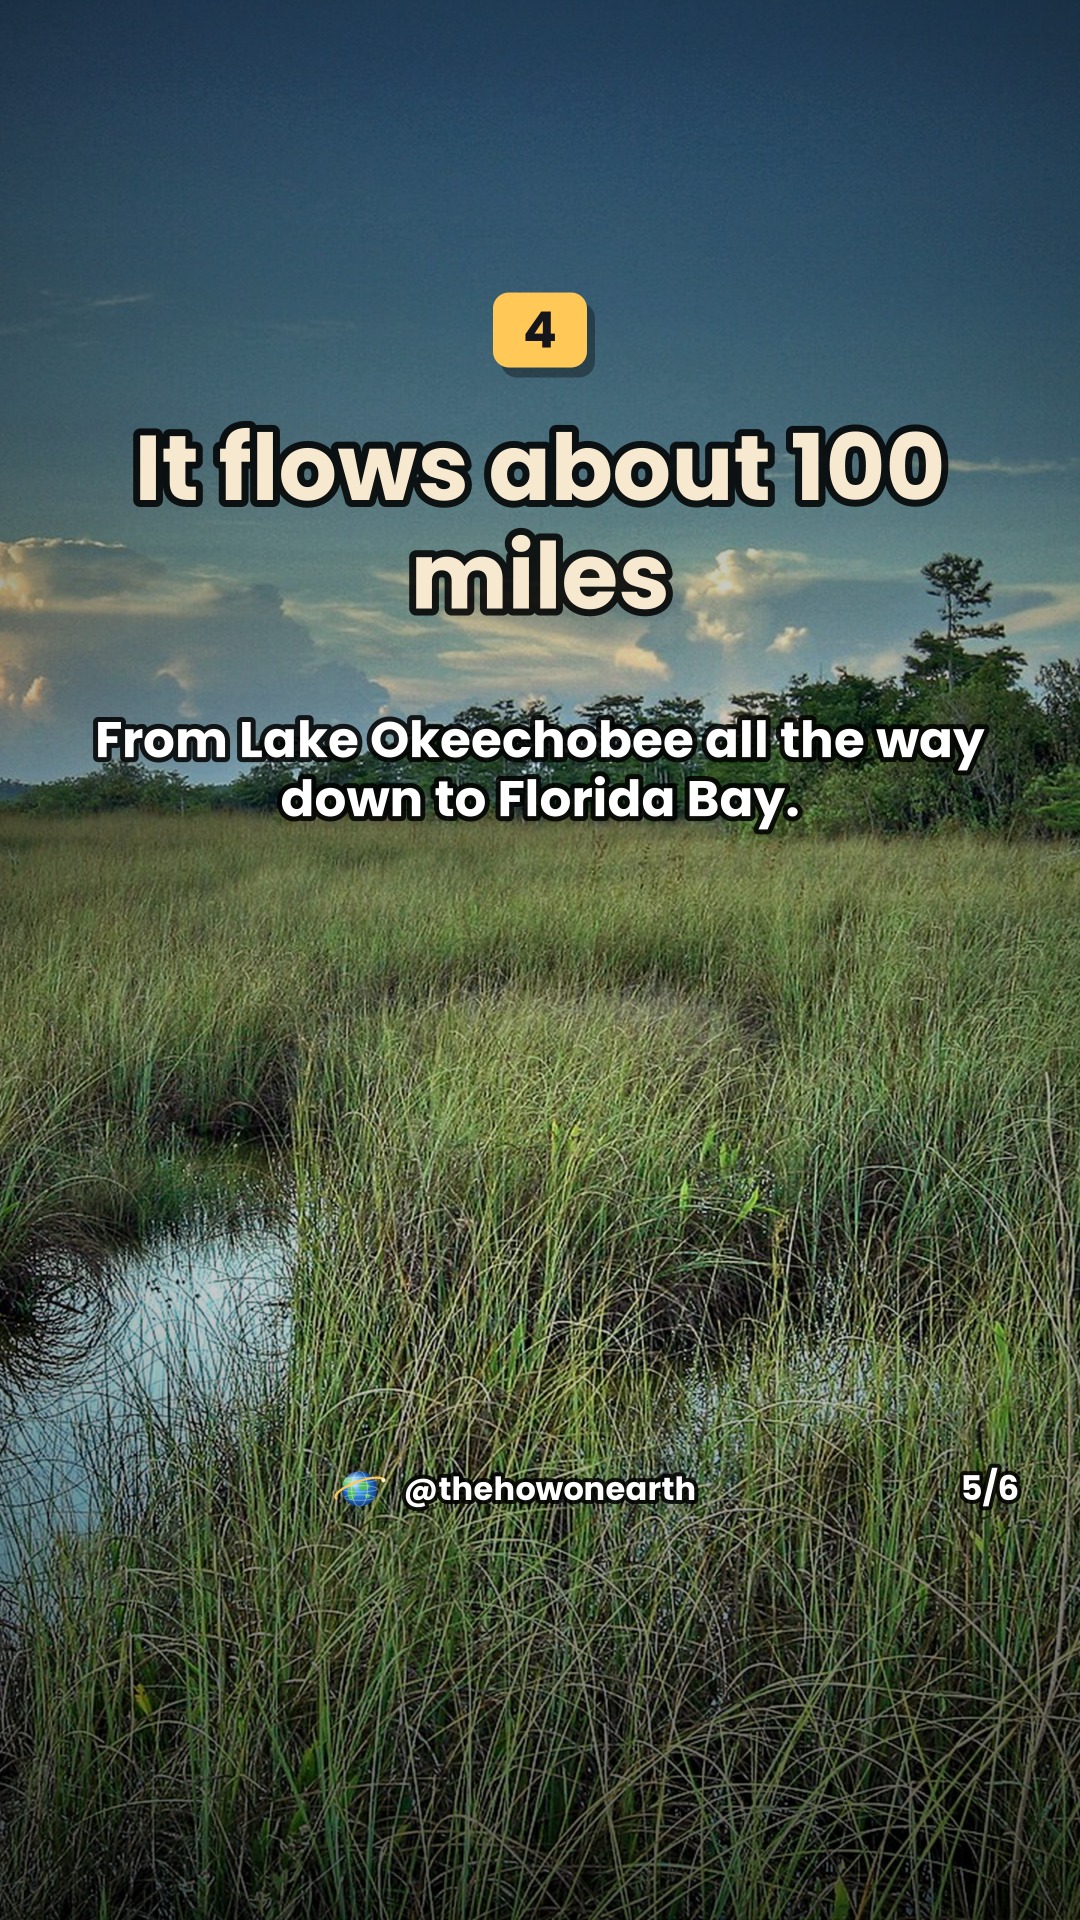 4
It flows about 100
miles
From Lake Okeechobee all the way
down to Florida Bay.
@thehowonearth
5/6